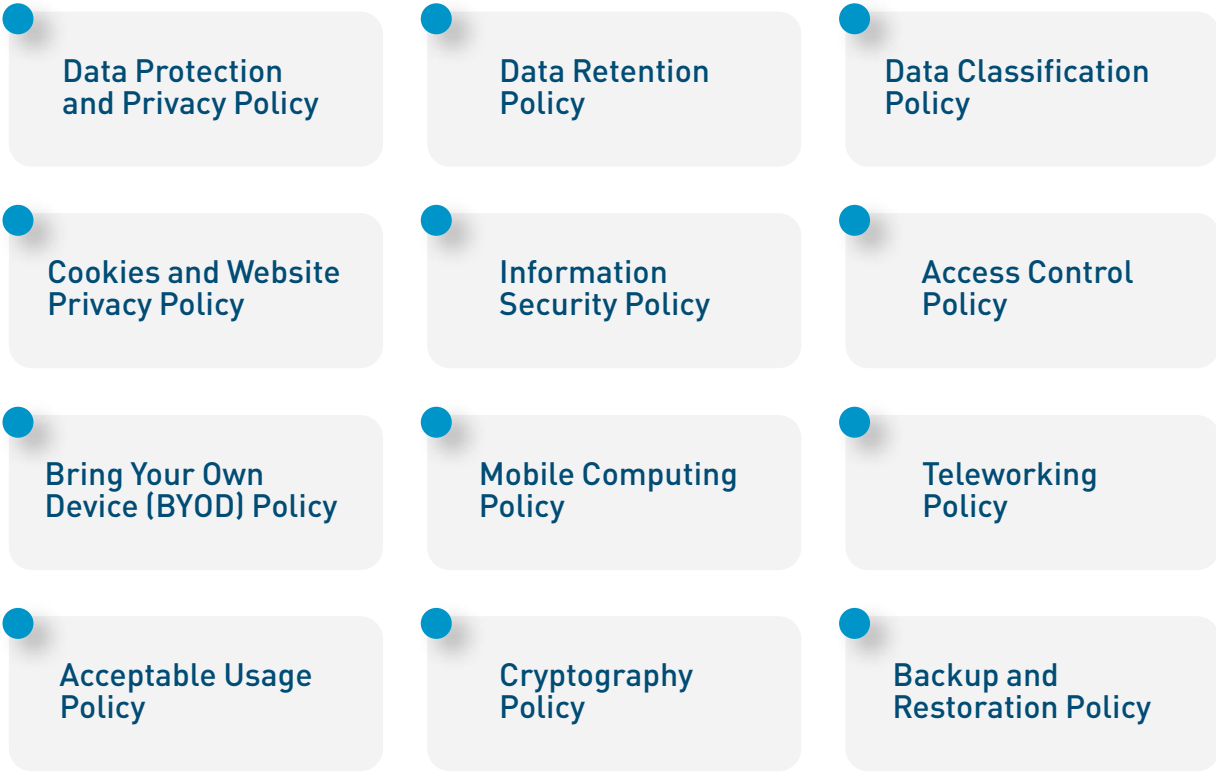 Data Protection
and Privacy Policy
Data Retention
Policy
Data Classification
Policy
Cookies and Website
Privacy Policy
Information
Security Policy
Access Control
Policy
Bring Your Own
Device (BYOD) Policy
Mobile Computing
Policy
Teleworking
Policy
Acceptable Usage
Policy
Cryptography
Policy
Backup and
Restoration Policy